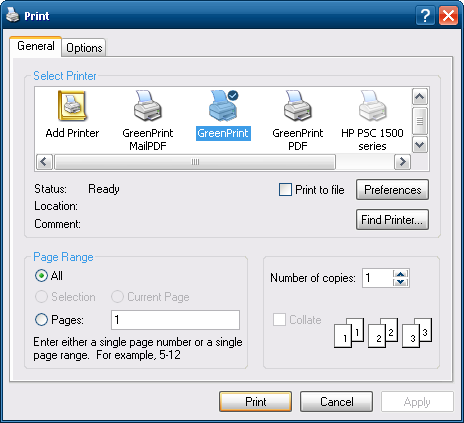 Print
General
Options
Select Printer
Add Printer
GreenPrint MailPDF
GreenPrint
GreenPrint PDF
HP PSC 1500 series
Status: Ready
Location:
Comment:
Print to file
Preferences
Find Printer...
Page Range
All
Selection
Current Page
Pages: 1
Enter either a single page number or a single
page range. For example, 5-12
Number of copies: 1
Collate
1 1 2 2 3 3
Print
Cancel
Apply